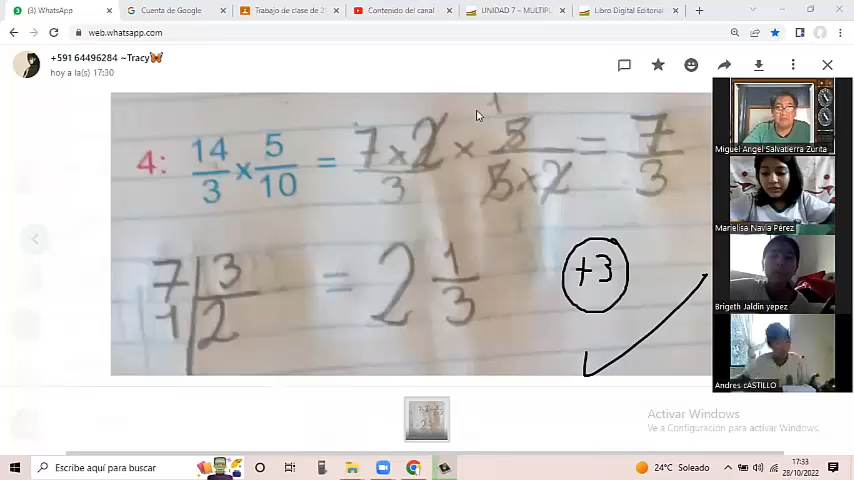 (3) WhatsApp
Cuenta de Google
Trabajo de clase de 2
Contenido del canal
UNIDAD 7 – MULTIPL
Libro Digital Editorial
web.whatsapp.com
+591 64496284 ~Tracy🦋
hoy a la(s) 17:30
4: 14/3 × 5/10 = 7×2/3 × 5/5×2 = 7/3
1
7 3
1 2
= 2 1/3
+3
Miguel Angel Salvatierra Zurita
Marielisa Navia Pérez
Brigeth Jaldin yepez
Andres cASTILLO
Activar Windows
Ve a Configuración para activar Windows.
Escribe aquí para buscar
24°C Soleado
17:33
28/10/2022